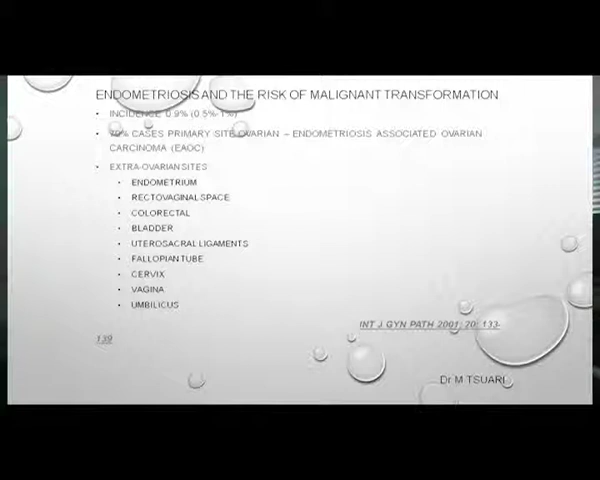 ENDOMETRIOSIS AND THE RISK OF MALIGNANT TRANSFORMATION
• INCIDENCE 0.9% (0.5%-1%)
• 70% CASES PRIMARY SITE OVARIAN – ENDOMETRIOSIS ASSOCIATED OVARIAN
CARCINOMA (EAOC)
• EXTRA-OVARIAN SITES
• ENDOMETRIUM
• RECTOVAGINAL SPACE
• COLORECTAL
• BLADDER
• UTEROSACRAL LIGAMENTS
• FALLOPIAN TUBE
• CERVIX
• VAGINA
• UMBILICUS
INT J GYN PATH 2001; 20: 133-
139
Dr M TSUARI